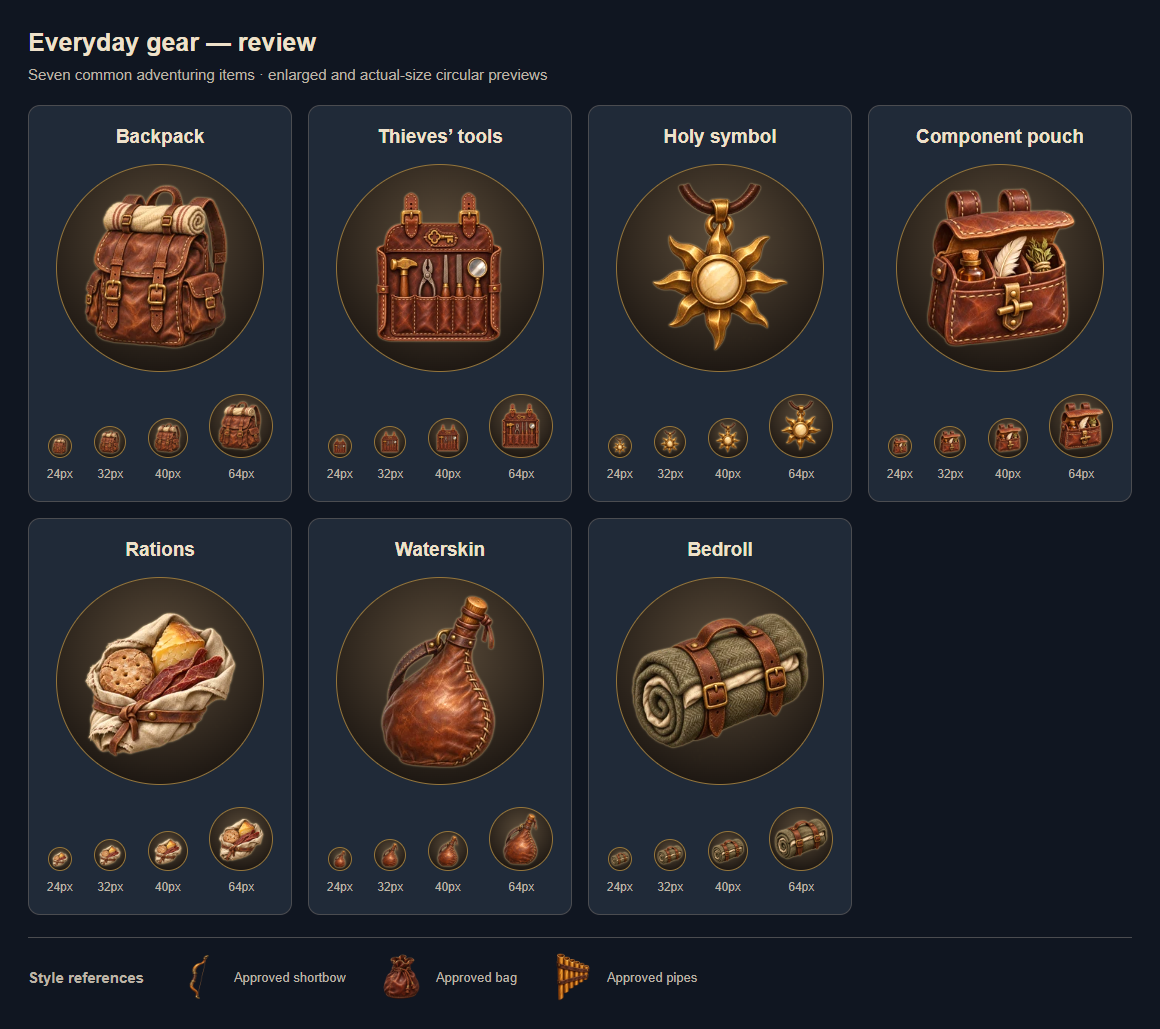 Everyday gear — review
Seven common adventuring items · enlarged and actual-size circular previews
Backpack
Thieves’ tools
Holy symbol
Component pouch
24px 32px 40px 64px
24px 32px 40px 64px
24px 32px 40px 64px
24px 32px 40px 64px
Rations
Waterskin
Bedroll
24px 32px 40px 64px
24px 32px 40px 64px
24px 32px 40px 64px
Style references
Approved shortbow
Approved bag
Approved pipes